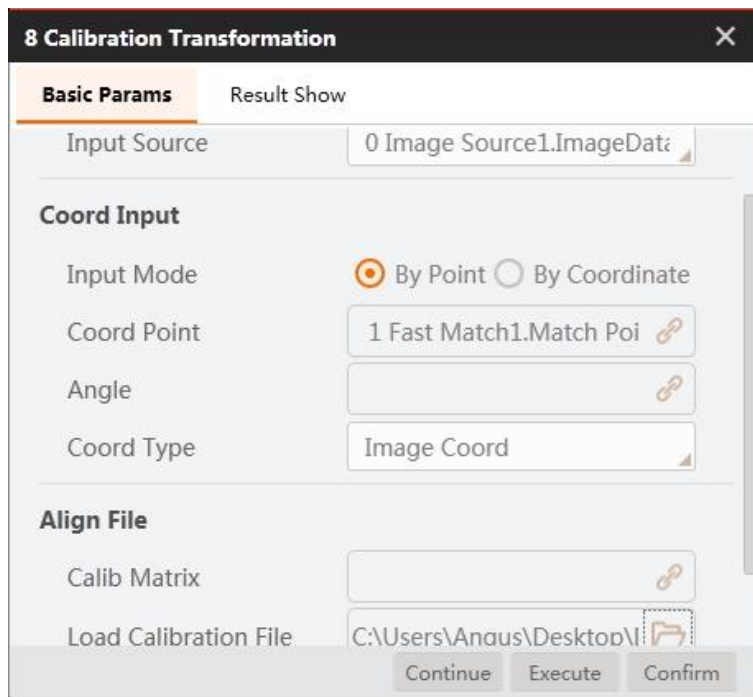 8 Calibration Transformation
Basic Params Result Show
Input Source 0 Image Source1.ImageData
Coord Input
Input Mode By Point By Coordinate
Coord Point 1 Fast Match1.Match Poi
Angle
Coord Type Image Coord
Align File
Calib Matrix
Load Calibration File C:\Users\Angus\Desktop\
Continue Execute Confirm